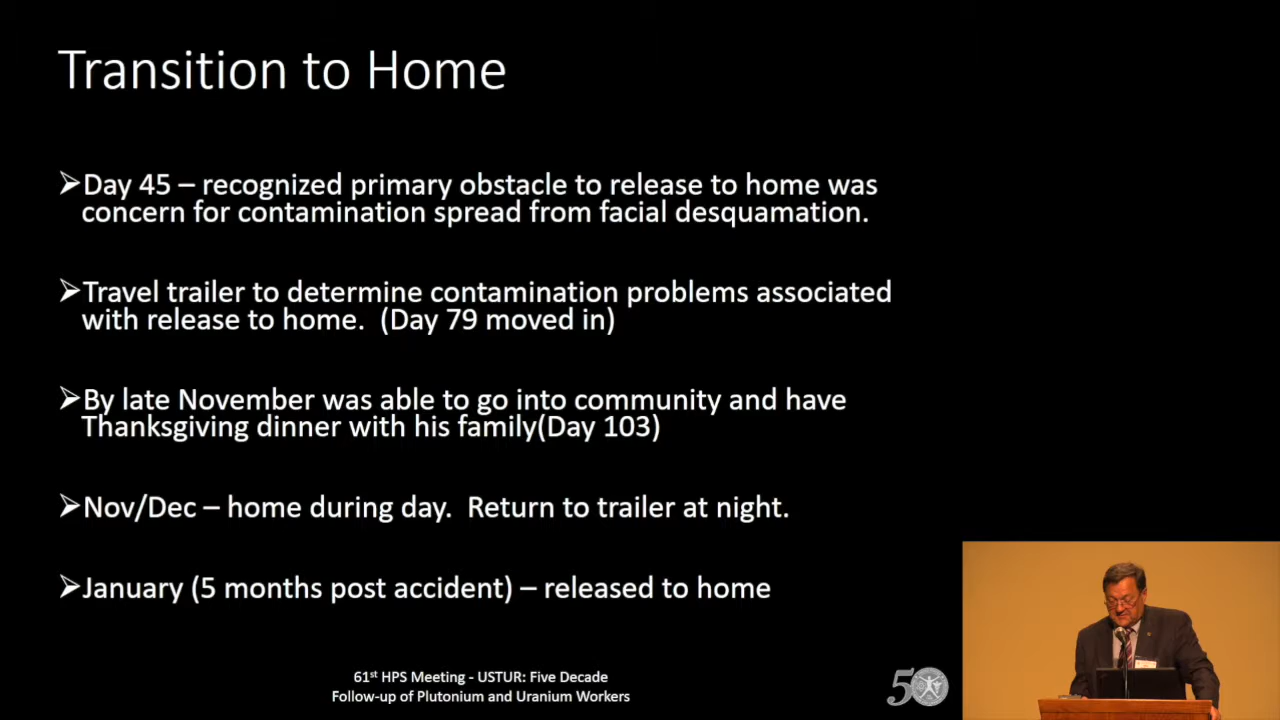 Transition to Home
➢Day 45 – recognized primary obstacle to release to home was
concern for contamination spread from facial desquamation.
➢Travel trailer to determine contamination problems associated
with release to home.  (Day 79 moved in)
➢By late November was able to go into community and have
Thanksgiving dinner with his family(Day 103)
➢Nov/Dec – home during day.  Return to trailer at night.
➢January (5 months post accident) – released to home
61st HPS Meeting - USTUR: Five Decade
Follow-up of Plutonium and Uranium Workers
50